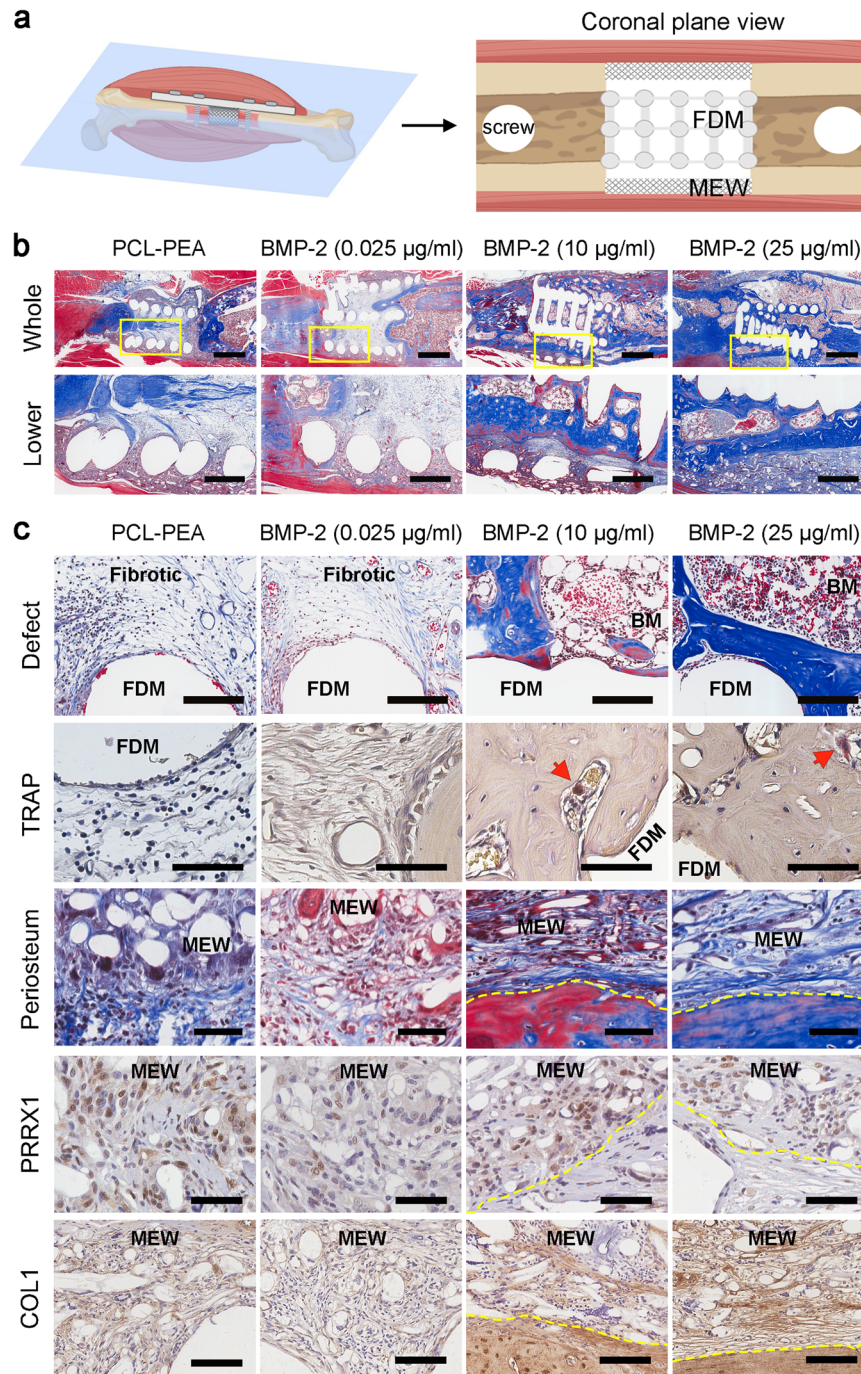 a
Coronal plane view
screw
FDM
MEW
b
PCL-PEA BMP-2 (0.025 µg/ml) BMP-2 (10 µg/ml) BMP-2 (25 µg/ml)
Whole
Lower
c
PCL-PEA BMP-2 (0.025 µg/ml) BMP-2 (10 µg/ml) BMP-2 (25 µg/ml)
Defect
Fibrotic Fibrotic BM BM
FDM FDM FDM FDM
TRAP
FDM FDM FDM
Periosteum
MEW MEW MEW MEW
PRRX1
MEW MEW MEW MEW
COL1
MEW MEW MEW MEW